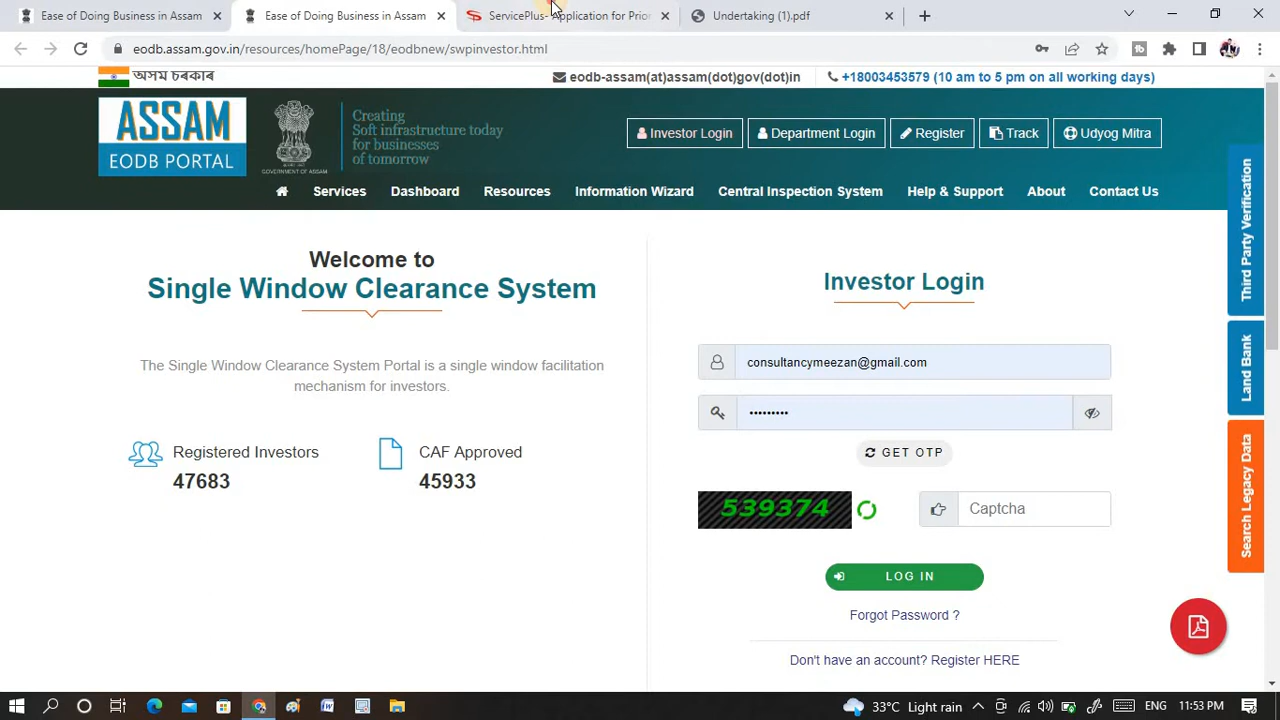 Ease of Doing Business in Assam
Ease of Doing Business in Assam
ServicePlus- Application for Prior
Undertaking (1).pdf
eodb.assam.gov.in/resources/homePage/18/eodbnew/swpinvestor.html
অসম চৰকাৰ
eodb-assam(at)assam(dot)gov(dot)in
+18003453579 (10 am to 5 pm on all working days)
ASSAM
EODB PORTAL
GOVERNMENT OF ASSAM
Creating
Soft infrastructure today
for businesses
of tomorrow
Investor Login
Department Login
Register
Track
Udyog Mitra
Services
Dashboard
Resources
Information Wizard
Central Inspection System
Help & Support
About
Contact Us
Third Party Verification
Land Bank
Search Legacy Data
Welcome to
Single Window Clearance System
The Single Window Clearance System Portal is a single window facilitation
mechanism for investors.
Registered Investors
47683
CAF Approved
45933
Investor Login
consultancymeezan@gmail.com
•••••••••
GET OTP
539374
Captcha
LOG IN
Forgot Password ?
Don't have an account? Register HERE
33°C Light rain
ENG
11:53 PM